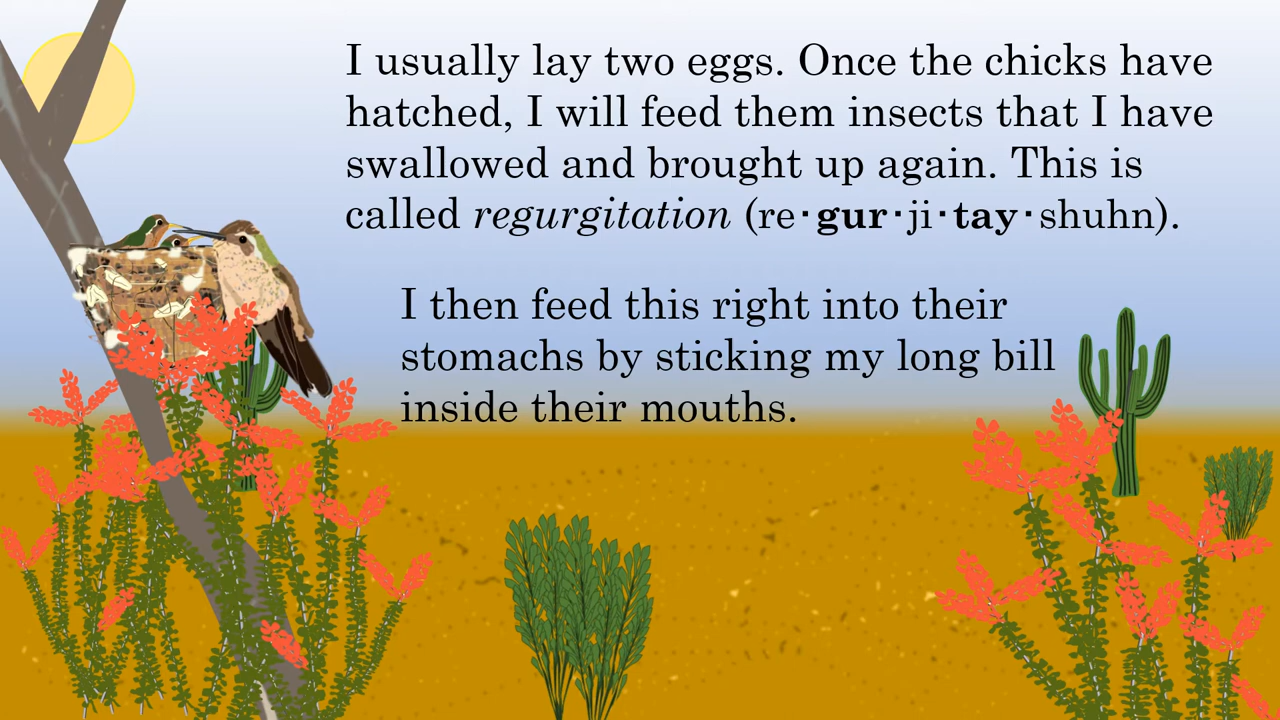 I usually lay two eggs. Once the chicks have
hatched, I will feed them insects that I have
swallowed and brought up again. This is
called regurgitation (re·gur·ji·tay·shuhn).
I then feed this right into their
stomachs by sticking my long bill
inside their mouths.